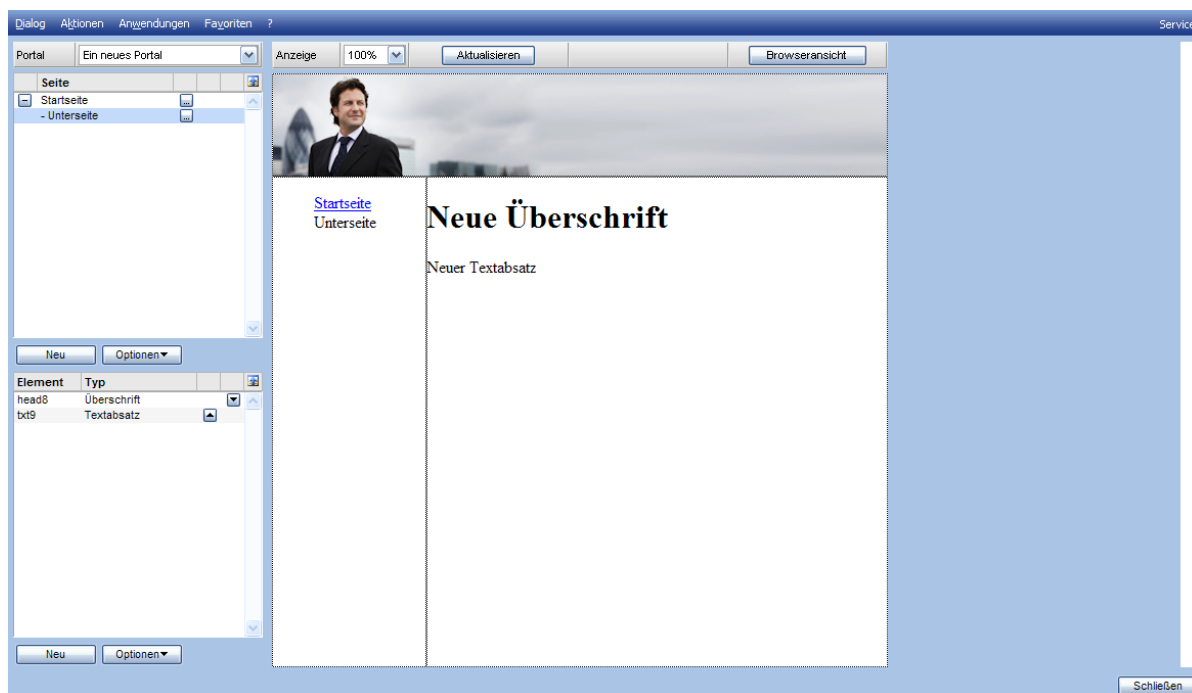 Dialog Aktionen Anwendungen Favoriten ? Service
Portal Ein neues Portal Anzeige 100% Aktualisieren Browseransicht
Seite
Startseite ...
- Unterseite ...
Neu Optionen
Element Typ
head8 Überschrift
txt9 Textabsatz
Neu Optionen
Startseite
Unterseite
Neue Überschrift
Neuer Textabsatz
Schließen